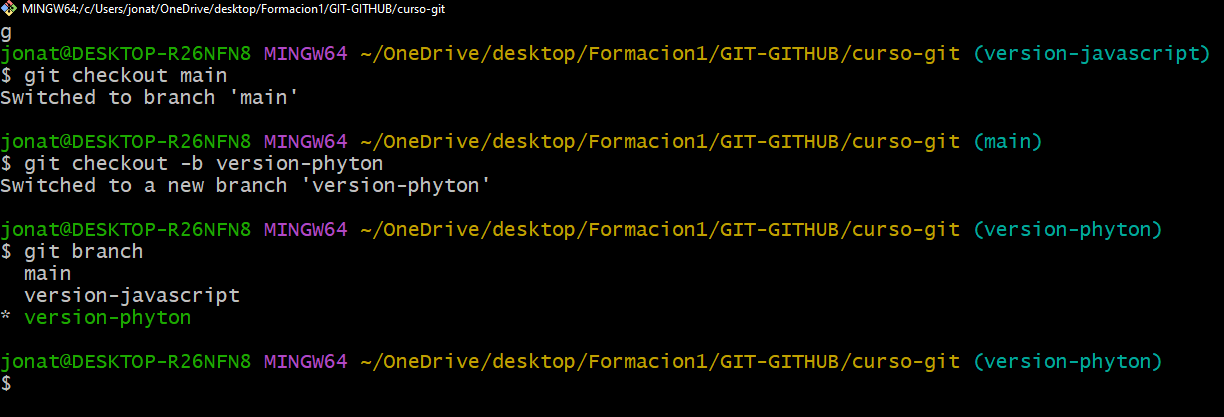 MINGW64:/c/Users/jonat/OneDrive/desktop/Formacion1/GIT-GITHUB/curso-git
g
jonat@DESKTOP-R26NFN8 MINGW64 ~/OneDrive/desktop/Formacion1/GIT-GITHUB/curso-git (version-javascript)
$ git checkout main
Switched to branch 'main'
jonat@DESKTOP-R26NFN8 MINGW64 ~/OneDrive/desktop/Formacion1/GIT-GITHUB/curso-git (main)
$ git checkout -b version-phyton
Switched to a new branch 'version-phyton'
jonat@DESKTOP-R26NFN8 MINGW64 ~/OneDrive/desktop/Formacion1/GIT-GITHUB/curso-git (version-phyton)
$ git branch
  main
  version-javascript
* version-phyton
jonat@DESKTOP-R26NFN8 MINGW64 ~/OneDrive/desktop/Formacion1/GIT-GITHUB/curso-git (version-phyton)
$